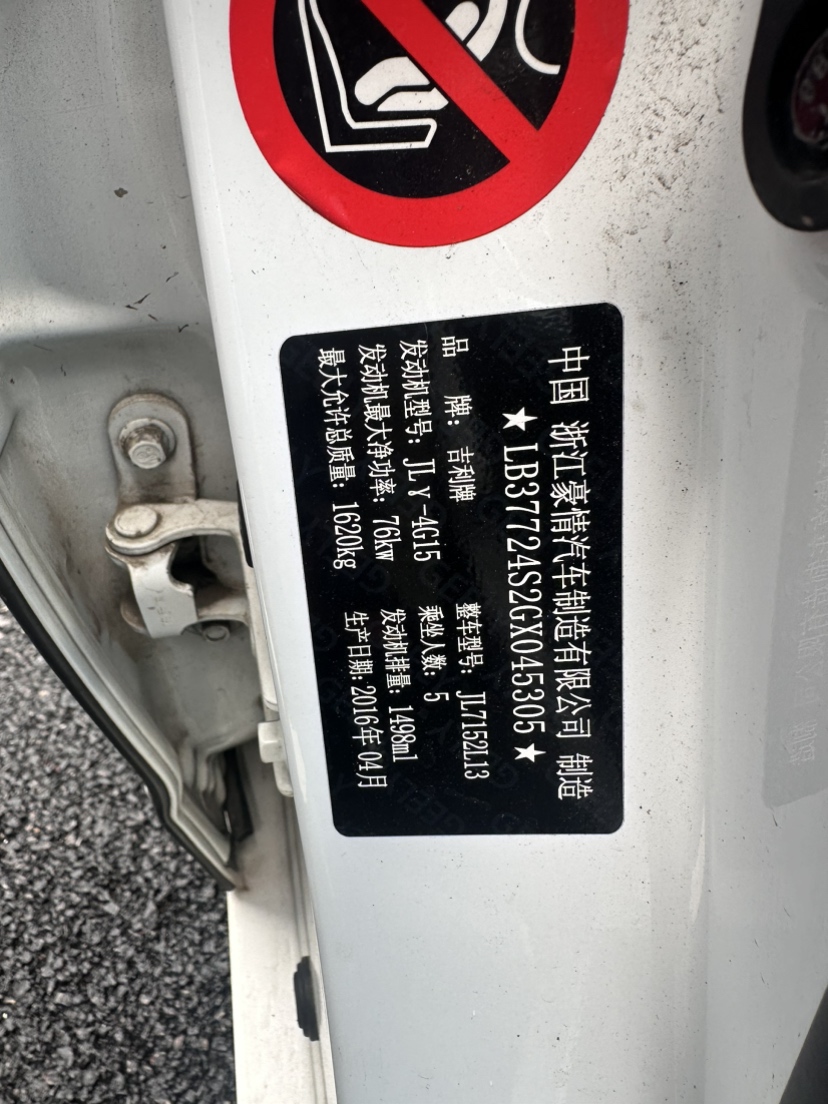 中国 浙江豪情汽车制造有限公司 制造
★LB37724S2GX045305★
品 牌: 吉利牌 整车型号: JL7152L13
发动机型号: JLγ-4G15 乘坐人数: 5
发动机最大净功率: 76kw 发动机排量: 1498ml
最大允许总质量: 1620kg 生产日期: 2016年04月